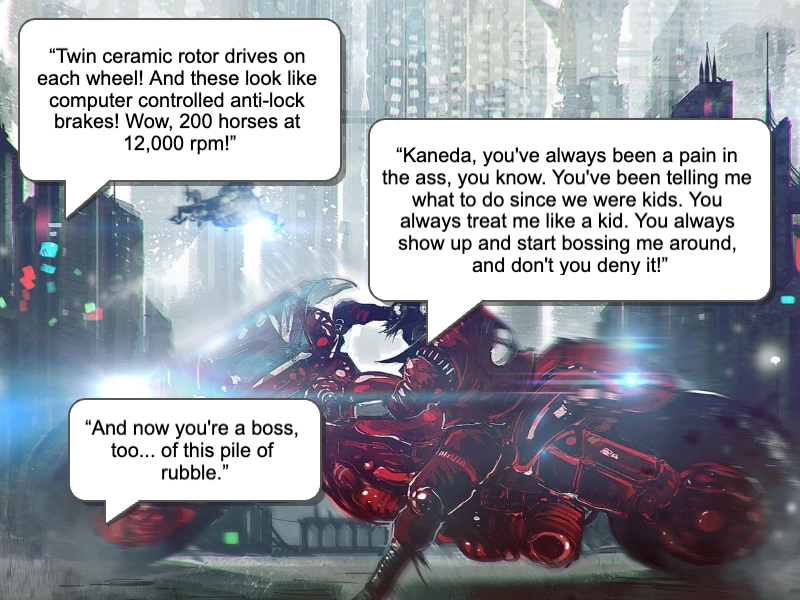 “Twin ceramic rotor drives on
each wheel! And these look like
computer controlled anti-lock
brakes! Wow, 200 horses at
12,000 rpm!”
“Kaneda, you've always been a pain in
the ass, you know. You've been telling me
what to do since we were kids. You
always treat me like a kid. You always
show up and start bossing me around,
and don't you deny it!”
“And now you're a boss,
too... of this pile of
rubble.”